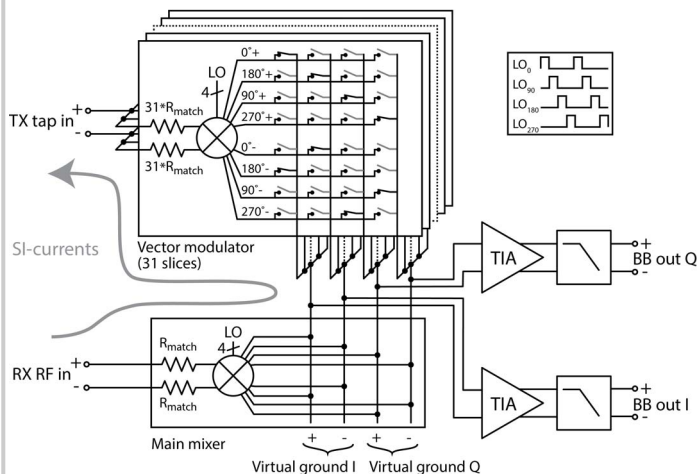 0°+
180°+
90°+
270°+
0°-
180°-
90°-
270°-
LO
4
TX tap in
+
-
31*Rmatch
31*Rmatch
Vector modulator
(31 slices)
LO0
LO90
LO180
LO270
SI-currents
TIA
+
-
BB out Q
LO
4
Rmatch
Rmatch
RX RF in
+
-
Main mixer
TIA
+
-
BB out I
+ - + -
Virtual ground I Virtual ground Q